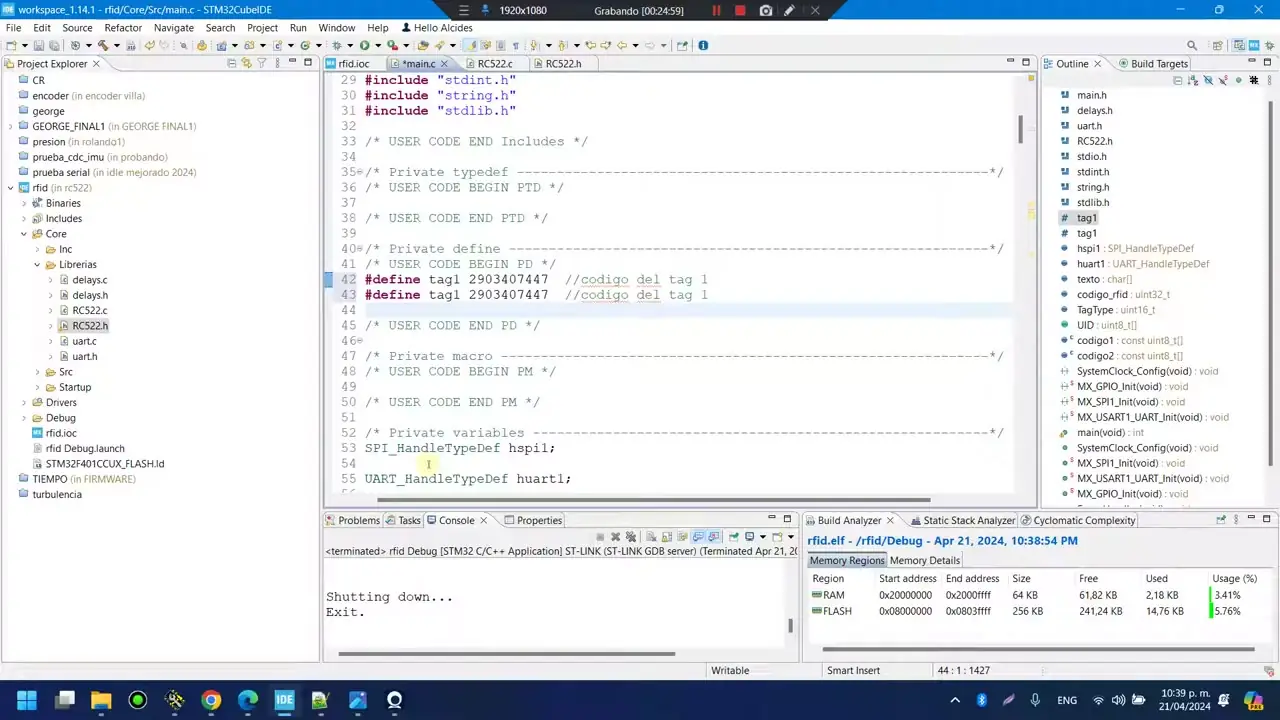 workspace_1.14.1 - rfid/Core/Src/main.c - STM32CubeIDE
1920x1080
Grabando (00:24:59)
File Edit Source Refactor Navigate Search Project Run Window Help Hello Alcides
Project Explorer
CR
encoder (in encoder villa)
george
GEORGE_FINAL1 (in GEORGE FINAL1)
presion (in rolando1)
prueba_cdc_imu (in probando)
prueba serial (in idle mejorado 2024)
rfid (in rc522)
Binaries
Includes
Core
Inc
Librerias
delays.c
delays.h
RC522.c
RC522.h
uart.c
uart.h
Src
Startup
Drivers
Debug
rfid.ioc
rfid Debug.launch
STM32F401CCUX_FLASH.ld
TIEMPO (in FIRMWARE)
turbulencia
rfid.ioc *main.c RC522.c RC522.h
29 #include "stdint.h"
30 #include "string.h"
31 #include "stdlib.h"
32
33 /* USER CODE END Includes */
34
35 /* Private typedef -----------------------------------------------------------*/
36 /* USER CODE BEGIN PTD */
37
38 /* USER CODE END PTD */
39
40 /* Private define ------------------------------------------------------------*/
41 /* USER CODE BEGIN PD */
42 #define tag1 2903407447 //codigo del tag 1
43 #define tag1 2903407447 //codigo del tag 1
44
45 /* USER CODE END PD */
46
47 /* Private macro -------------------------------------------------------------*/
48 /* USER CODE BEGIN PM */
49
50 /* USER CODE END PM */
51
52 /* Private variables ---------------------------------------------------------*/
53 SPI_HandleTypeDef hspi1;
54
55 UART_HandleTypeDef huart1;
Outline Build Targets
main.h
delays.h
uart.h
RC522.h
stdio.h
stdint.h
string.h
stdlib.h
# tag1
# tag1
hspi1 : SPI_HandleTypeDef
huart1 : UART_HandleTypeDef
texto : char[]
codigo_rfid : uint32_t
TagType : uint16_t
UID : uint8_t[]
codigo1 : const uint8_t[]
codigo2 : const uint8_t[]
SystemClock_Config(void) : void
MX_GPIO_Init(void) : void
MX_SPI1_Init(void) : void
MX_USART1_UART_Init(void) : void
main(void) : int
SystemClock_Config(void) : void
MX_SPI1_Init(void) : void
MX_USART1_UART_Init(void) : void
MX_GPIO_Init(void) : void
Problems Tasks Console Properties
<terminated> rfid Debug [STM32 C/C++ Application] ST-LINK (ST-LINK GDB server) (Terminated Apr 21, 20
Shutting down...
Exit.
Build Analyzer Static Stack Analyzer Cyclomatic Complexity
rfid.elf - /rfid/Debug - Apr 21, 2024, 10:38:54 PM
Memory Regions Memory Details
Region Start address End address Size Free Used Usage (%)
RAM 0x20000000 0x2000ffff 64 KB 61,82 KB 2,18 KB 3.41%
FLASH 0x08000000 0x0803ffff 256 KB 241,24 KB 14,76 KB 5.76%
Writable Smart Insert 44 : 1 : 1427
IDE
ENG
10:39 p. m.
21/04/2024